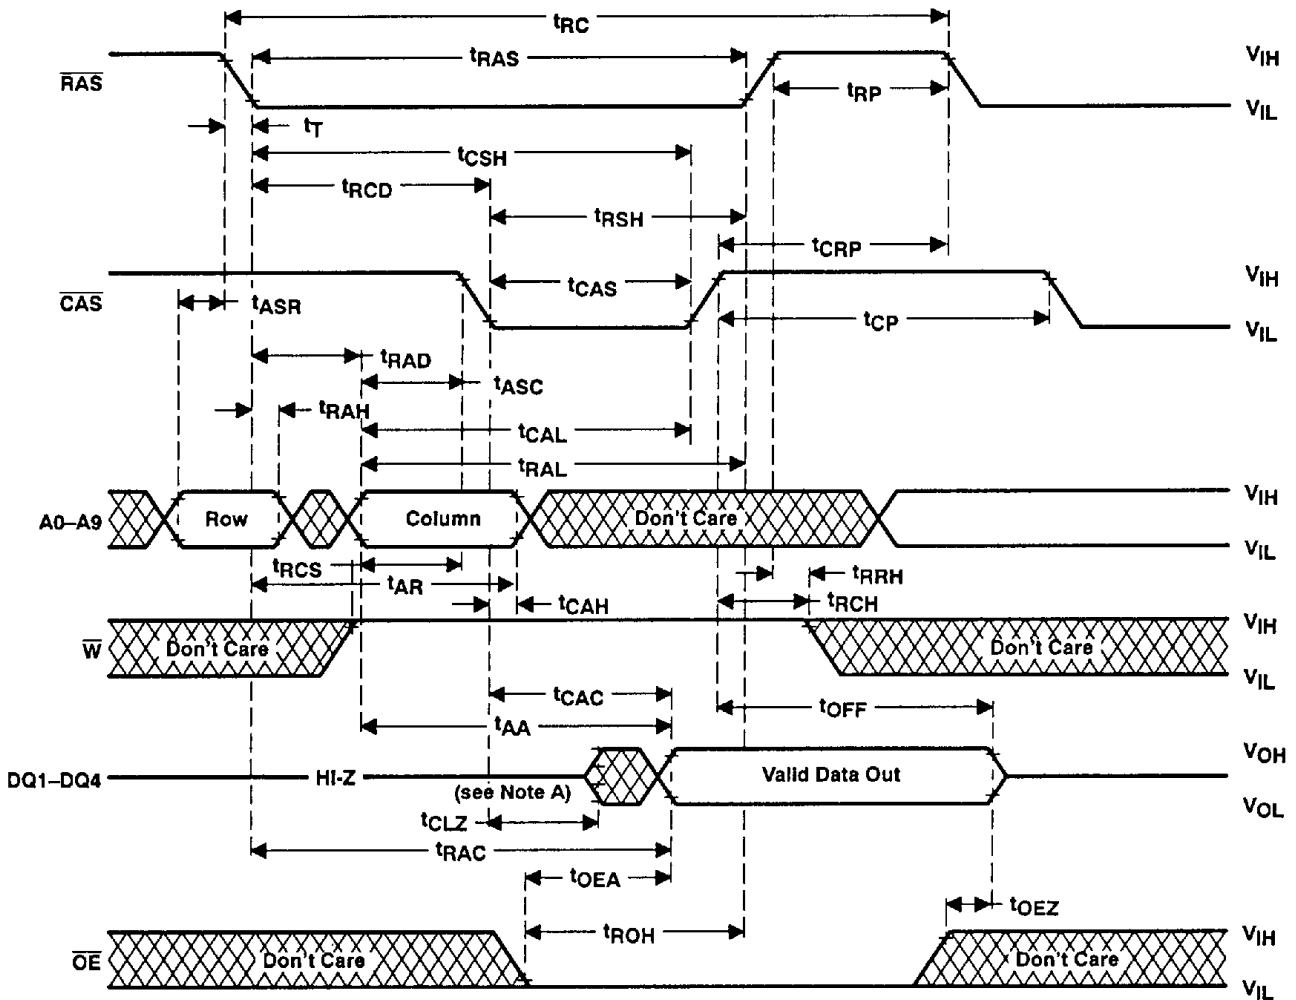 tRC
RAS
tRAS
VIH
tRP
VIL
tT
tCSH
tRCD
tRSH
tCRP
CAS
tCAS
VIH
tASR
tCP
VIL
tRAD
tASC
tRAH
tCAL
tRAL
A0–A9
Row
Column
Don't Care
VIH
VIL
tRCS
tAR
tRRH
tCAH
tRCH
W
Don't Care
Don't Care
VIH
VIL
tCAC
tOFF
tAA
DQ1–DQ4
HI-Z
(see Note A)
Valid Data Out
VOH
VOL
tCLZ
tRAC
tOEA
tOEZ
tROH
OE
Don't Care
Don't Care
VIH
VIL